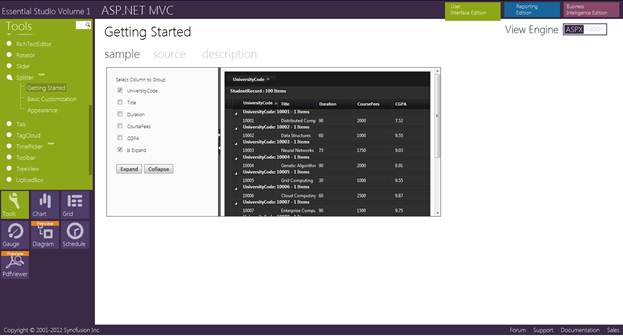 Essential Studio Volume 1
ASP.NET MVC
User
Interface Edition
Reporting
Edition
Business
Intelligence Edition
Tools
Getting Started
View Engine
ASPX
RichTextEditor
Rotator
Slider
Splitter
Getting Started
Basic Customization
Appearance
Tab
TagCloud
TimePicker
Toolbar
TreeView
UploadBox
sample source description
Select Column to Group:
UniversityCode
Title
Duration
CourseFees
CGPA
Is Expand
Expand Collapse
UniversityCode
StudentRecord : 100 Items
UniversityCode Title Duration CourseFees CGPA
UniversityCode: 10001 - 1 Items
10001 Distributed Comp 90 2000 7.52
UniversityCode: 10002 - 1 Items
10002 Data Structures 60 1000 9.55
UniversityCode: 10003 - 1 Items
10003 Neural Networks 75 1750 9.03
UniversityCode: 10004 - 1 Items
10004 Genetic Algorithm 90 2000 8.91
UniversityCode: 10005 - 1 Items
10005 Grid Computing 30 1000 9.55
UniversityCode: 10006 - 1 Items
10006 Cloud Computing 60 2500 9.87
UniversityCode: 10007 - 1 Items
10007 Enterprise Compu 90 1500 9.75
UniversityCode: 10008 - 1 Items
Tools
Chart
Grid
Gauge
Preview
Diagram
Schedule
Preview
PdfViewer
Copyright © 2001-2012 Syncfusion Inc.
Forum Support Documentation Sales